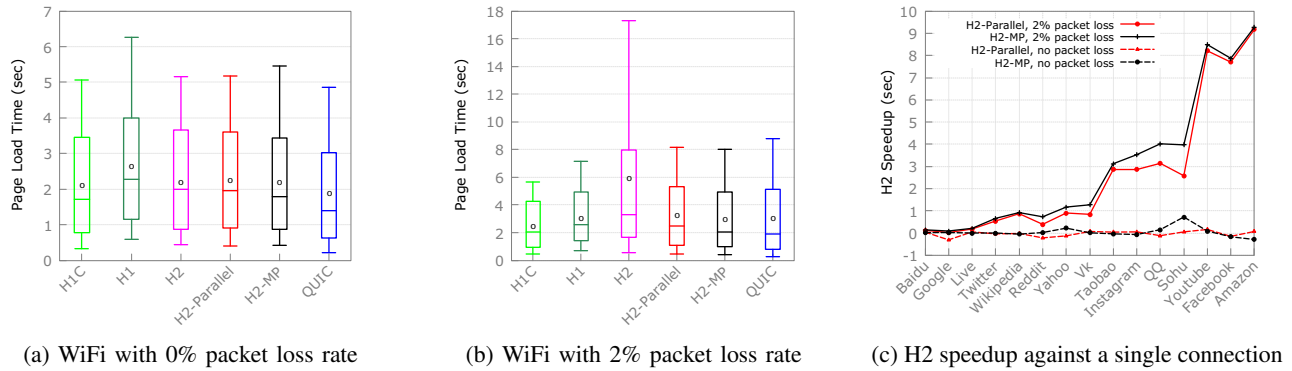 7
6
5
4
3
2
1
0
Page Load Time (sec)
H1C
H1
H2
H2-Parallel
H2-MP
QUIC
(a) WiFi with 0% packet loss rate
18
16
14
12
10
8
6
4
2
0
Page Load Time (sec)
H1C
H1
H2
H2-Parallel
H2-MP
QUIC
(b) WiFi with 2% packet loss rate
10
9
8
7
6
5
4
3
2
1
0
-1
H2 Speedup (sec)
H2-Parallel, 2% packet loss
H2-MP, 2% packet loss
H2-Parallel, no packet loss
H2-MP, no packet loss
Baidu
Google
Live
Twitter
Wikipedia
Reddit
Yahoo
Vk
Taobao
Instagram
QQ
Sohu
Youtube
Facebook
Amazon
(c) H2 speedup against a single connection